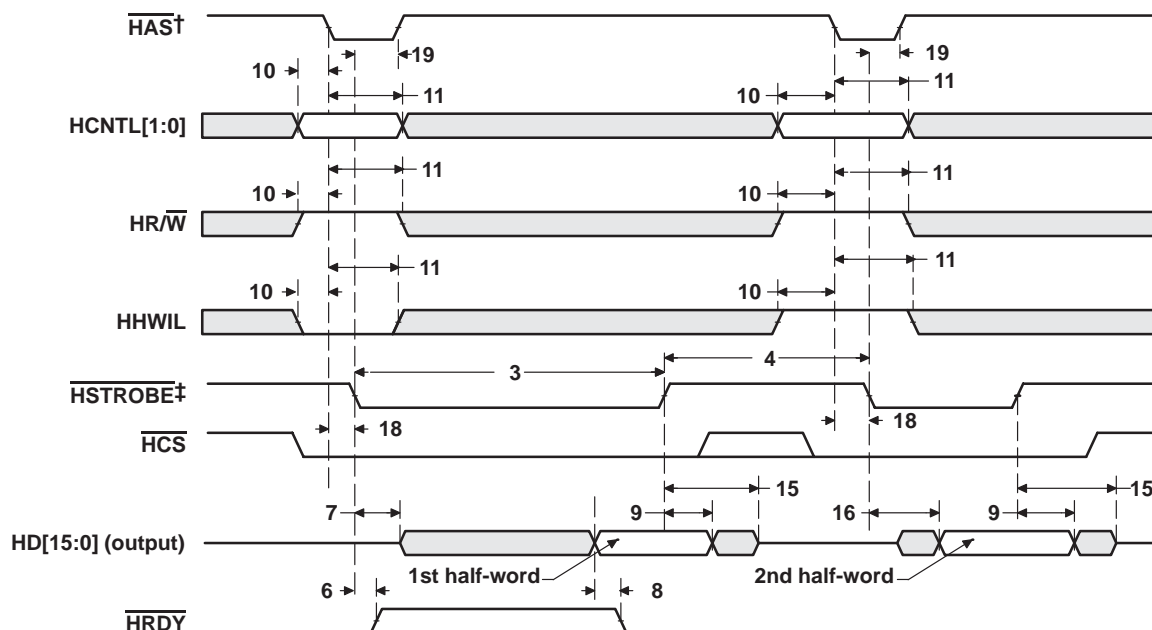 HAS†
19
19
10
11
10
11
HCNTL[1:0]
11
11
10
10
HR/W
11
11
10
10
HHWIL
3
4
HSTROBE‡
18
18
HCS
15
15
7
9
16
9
HD[15:0] (output)
1st half-word
2nd half-word
6
8
HRDY